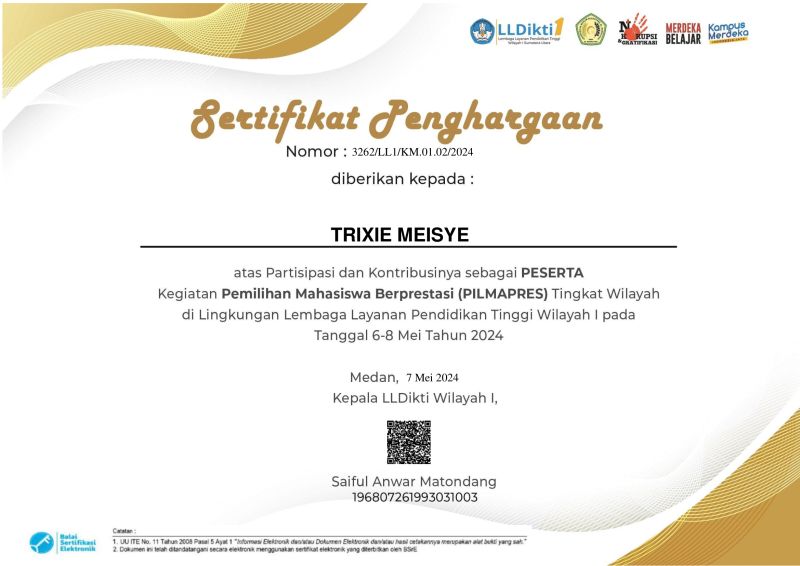 LLDikti 1
Lembaga Layanan Pendidikan Tinggi
Wilayah I Sumatera Utara
NO KORUPSI
& GRATIFIKASI
MERDEKA
BELAJAR
Kampus
Merdeka
INDONESIA JAYA
Sertifikat Penghargaan
Nomor : 3262/LL1/KM.01.02/2024
diberikan kepada :
TRIXIE MEISYE
atas Partisipasi dan Kontribusinya sebagai PESERTA
Kegiatan Pemilihan Mahasiswa Berprestasi (PILMAPRES) Tingkat Wilayah
di Lingkungan Lembaga Layanan Pendidikan Tinggi Wilayah I pada
Tanggal 6-8 Mei Tahun 2024
Medan, 7 Mei 2024
Kepala LLDikti Wilayah I,
Saiful Anwar Matondang
196807261993031003
Balai
Sertifikasi
Elektronik
Catatan :
1. UU ITE No. 11 Tahun 2008 Pasal 5 Ayat 1 "Informasi Elektronik dan/atau Dokumen Elektronik dan/atau hasil cetakannya merupakan alat bukti yang sah."
2. Dokumen ini telah ditandatangani secara elektronik menggunakan sertifikat elektronik yang diterbitkan oleh BSrE